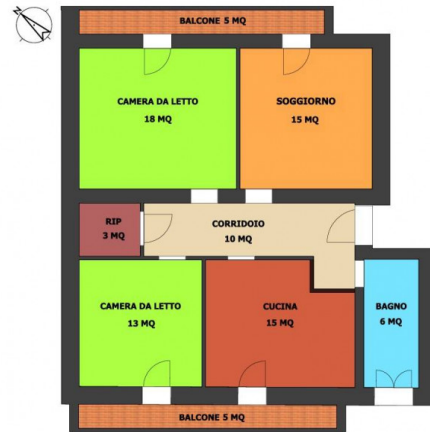 BALCONE 5 MQ
CAMERA DA LETTO
18 MQ
SOGGIORNO
15 MQ
RIP
3 MQ
CORRIDOIO
10 MQ
CAMERA DA LETTO
13 MQ
CUCINA
15 MQ
BAGNO
6 MQ
BALCONE 5 MQ